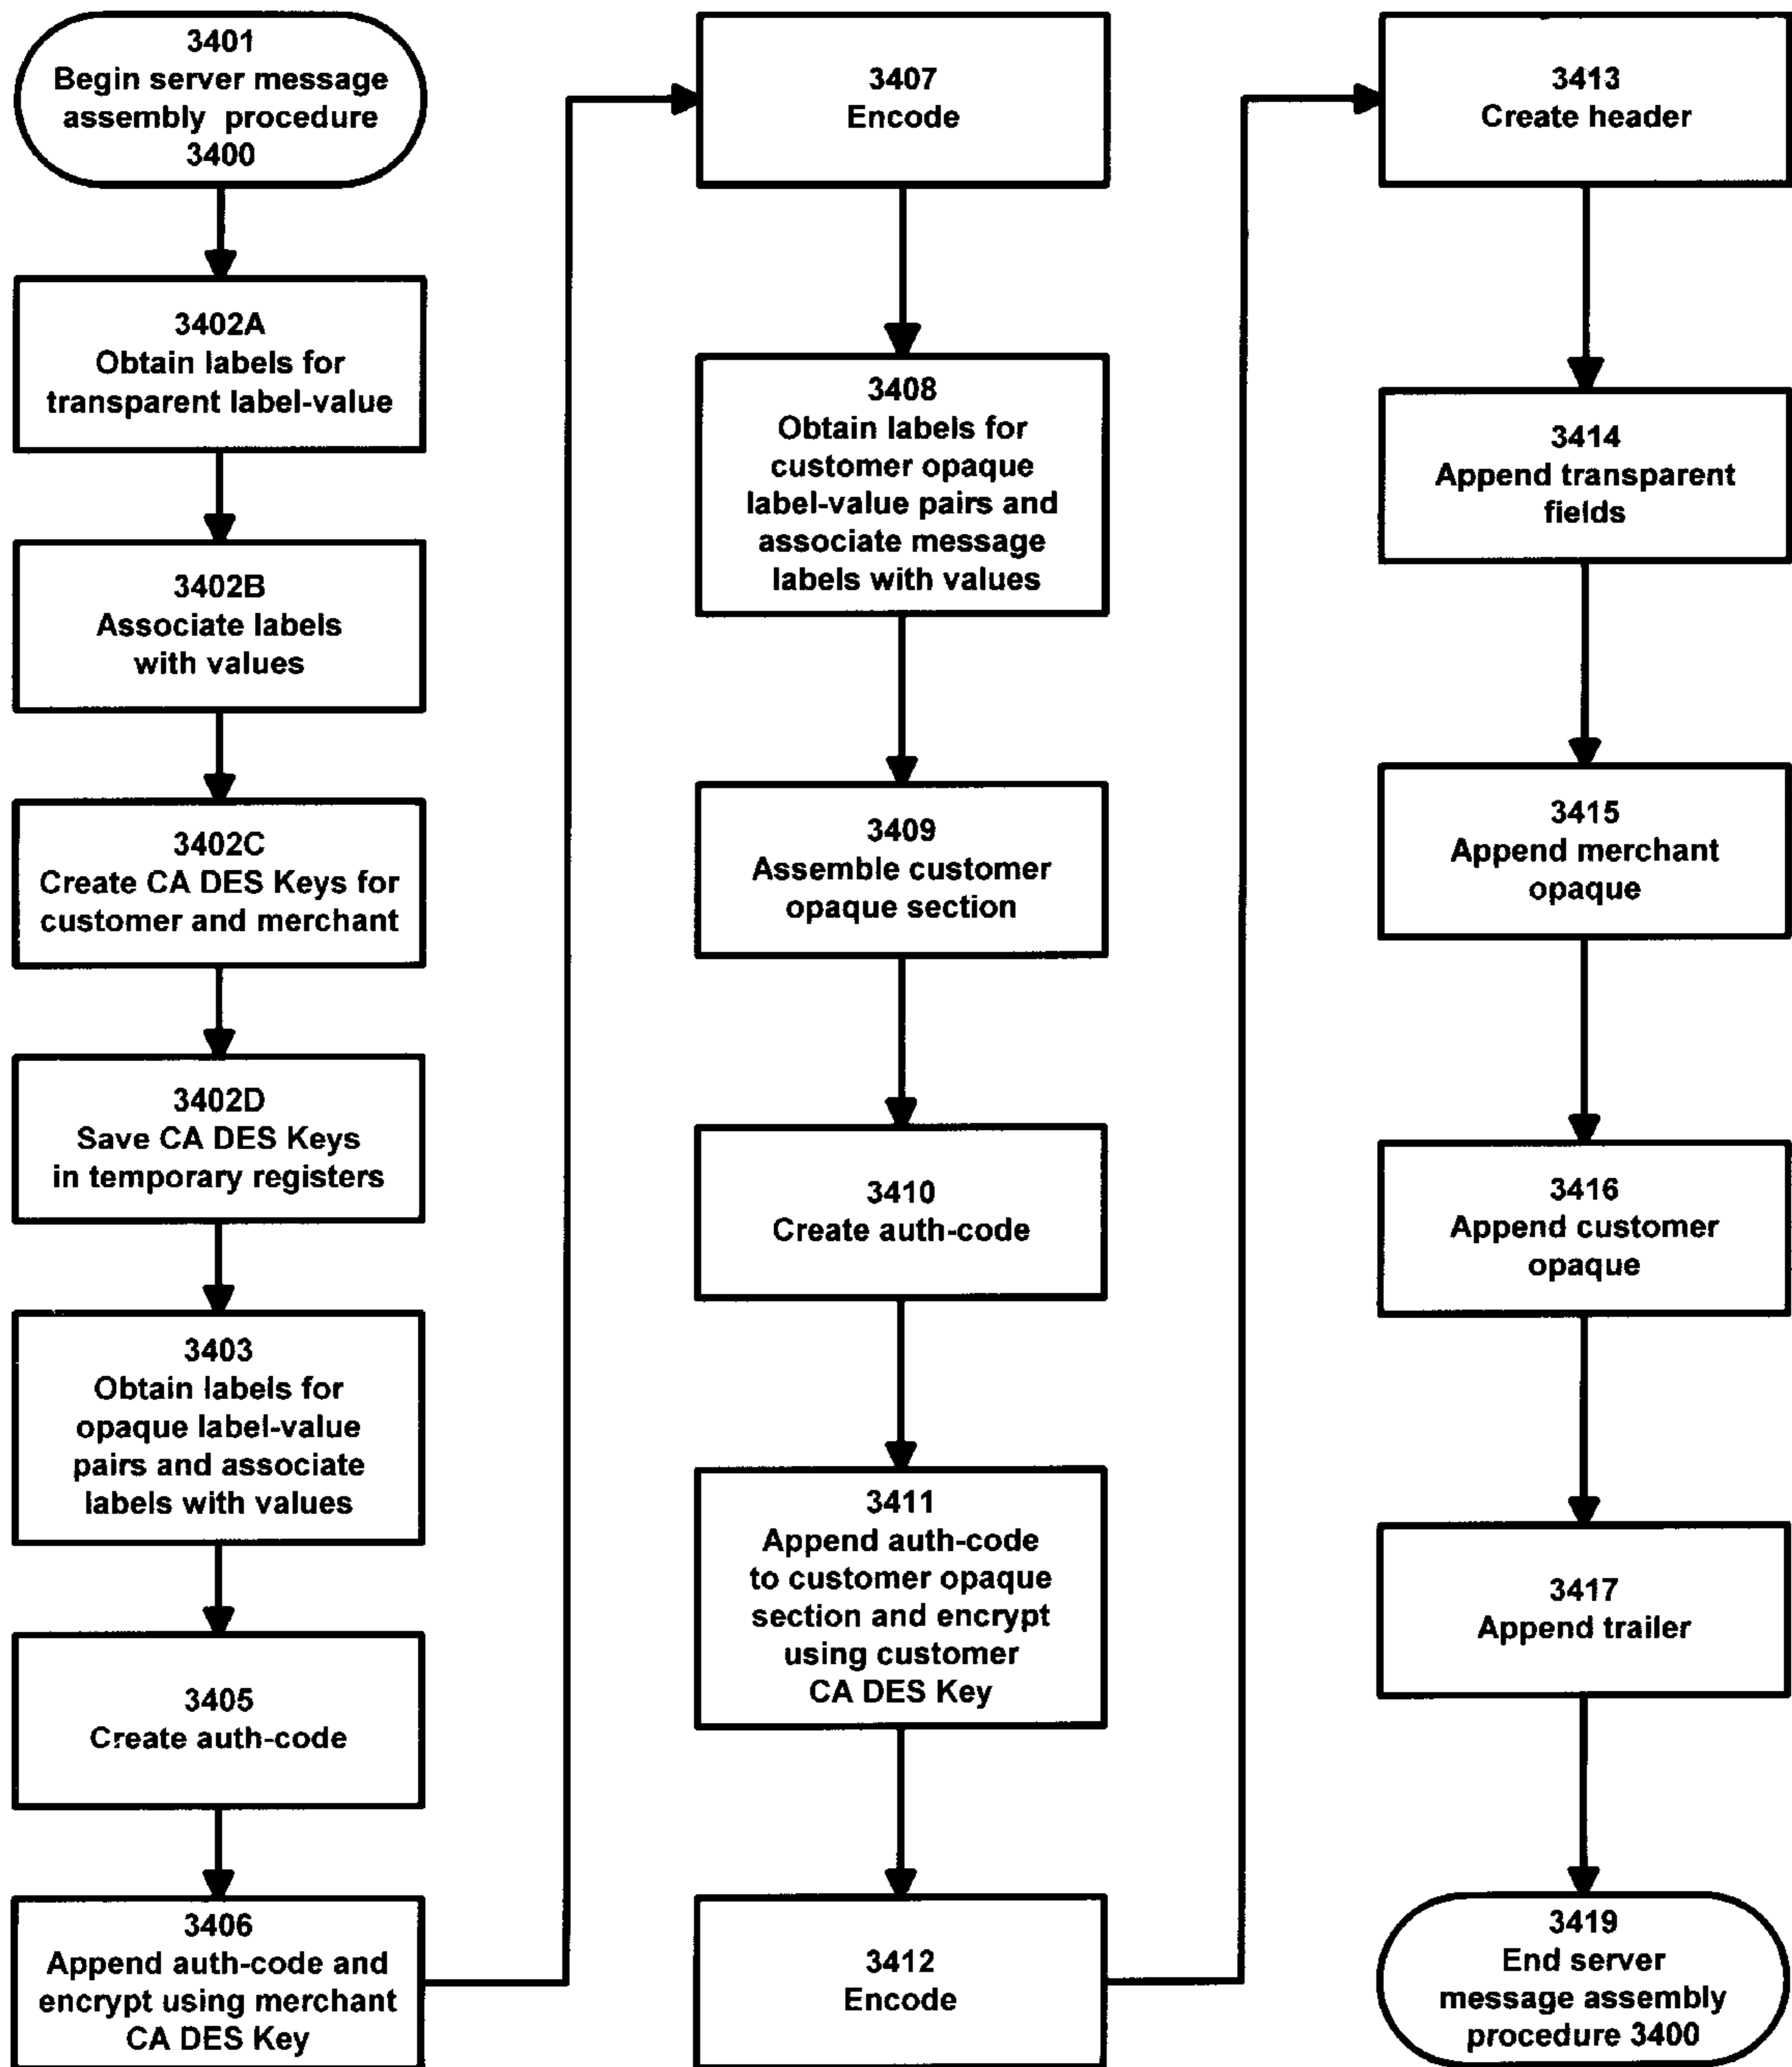 3401
Begin server message
assembly procedure
3400
3402A
Obtain labels for
transparent label-value
3402B
Associate labels
with values
3402C
Create CA DES Keys for
customer and merchant
3402D
Save CA DES Keys
in temporary registers
3403
Obtain labels for
opaque label-value
pairs and associate
labels with values
3405
Create auth-code
3406
Append auth-code and
encrypt using merchant
CA DES Key
3407
Encode
3408
Obtain labels for
customer opaque
label-value pairs and
associate message
labels with values
3409
Assemble customer
opaque section
3410
Create auth-code
3411
Append auth-code
to customer opaque
section and encrypt
using customer
CA DES Key
3412
Encode
3413
Create header
3414
Append transparent
fields
3415
Append merchant
opaque
3416
Append customer
opaque
3417
Append trailer
3419
End server
message assembly
procedure 3400